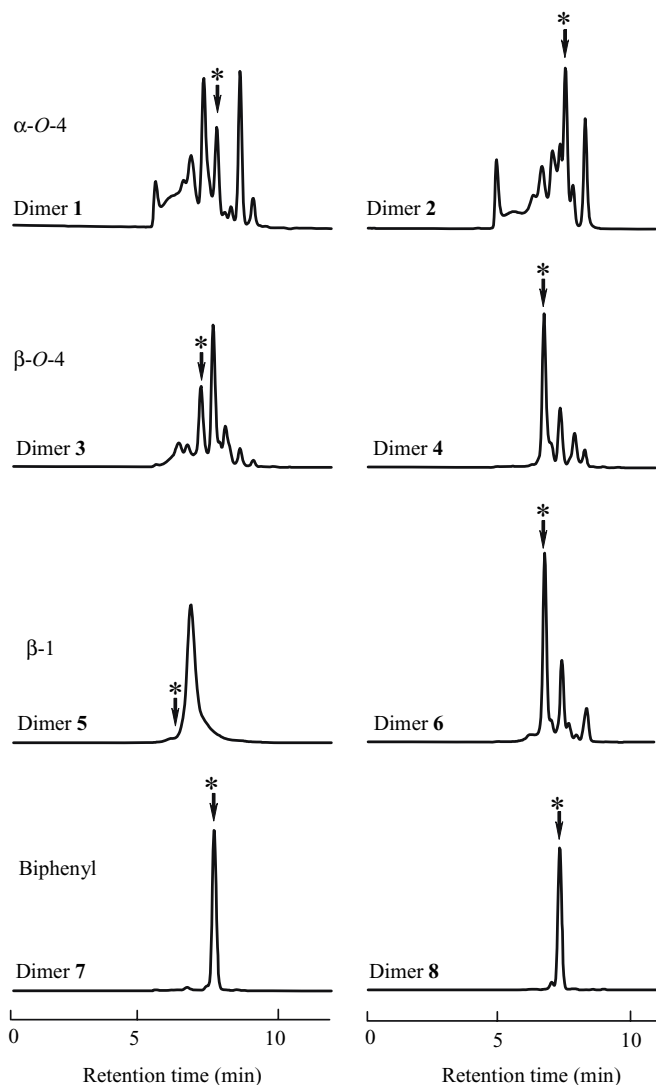 *
*
α-O-4
Dimer 1
Dimer 2
*
*
β-O-4
Dimer 3
Dimer 4
*
*
β-1
Dimer 5
Dimer 6
*
*
Biphenyl
Dimer 7
Dimer 8
0 5 10
0 5 10
Retention time (min)
Retention time (min)